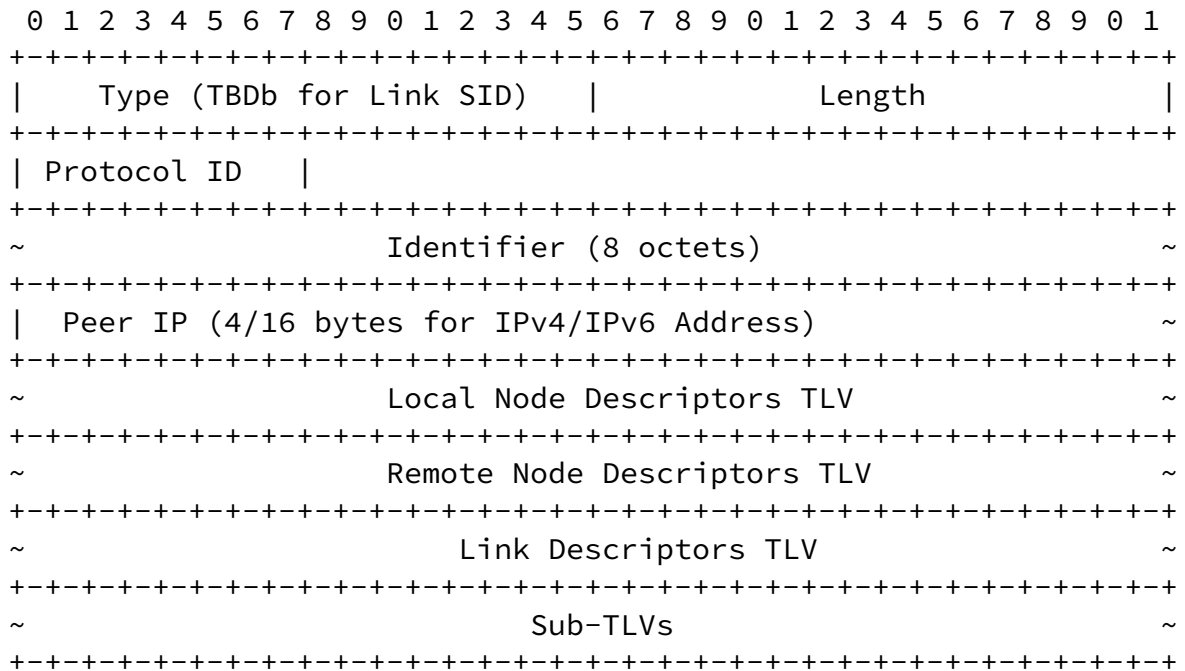 0 1 2 3 4 5 6 7 8 9 0 1 2 3 4 5 6 7 8 9 0 1 2 3 4 5 6 7 8 9 0 1
+-+-+-+-+-+-+-+-+-+-+-+-+-+-+-+-+-+-+-+-+-+-+-+-+-+-+-+-+-+-+-+-+
|    Type (TBDb for Link SID)   |            Length             |
+-+-+-+-+-+-+-+-+-+-+-+-+-+-+-+-+-+-+-+-+-+-+-+-+-+-+-+-+-+-+-+-+
| Protocol ID   |
+-+-+-+-+-+-+-+-+-+-+-+-+-+-+-+-+-+-+-+-+-+-+-+-+-+-+-+-+-+-+-+-+
~                    Identifier (8 octets)                      ~
+-+-+-+-+-+-+-+-+-+-+-+-+-+-+-+-+-+-+-+-+-+-+-+-+-+-+-+-+-+-+-+-+
|  Peer IP (4/16 bytes for IPv4/IPv6 Address)                   ~
+-+-+-+-+-+-+-+-+-+-+-+-+-+-+-+-+-+-+-+-+-+-+-+-+-+-+-+-+-+-+-+-+
~                    Local Node Descriptors TLV                 ~
+-+-+-+-+-+-+-+-+-+-+-+-+-+-+-+-+-+-+-+-+-+-+-+-+-+-+-+-+-+-+-+-+
~                    Remote Node Descriptors TLV                ~
+-+-+-+-+-+-+-+-+-+-+-+-+-+-+-+-+-+-+-+-+-+-+-+-+-+-+-+-+-+-+-+-+
~                        Link Descriptors TLV                   ~
+-+-+-+-+-+-+-+-+-+-+-+-+-+-+-+-+-+-+-+-+-+-+-+-+-+-+-+-+-+-+-+-+
~                            Sub-TLVs                           ~
+-+-+-+-+-+-+-+-+-+-+-+-+-+-+-+-+-+-+-+-+-+-+-+-+-+-+-+-+-+-+-+-+